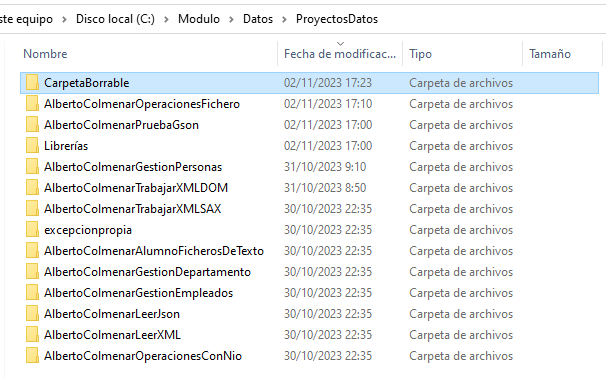 ste equipo > Disco local (C:) > Modulo > Datos > ProyectosDatos
Nombre Fecha de modificac... Tipo Tamaño
CarpetaBorrable 02/11/2023 17:23 Carpeta de archivos
AlbertoColmenarOperacionesFichero 02/11/2023 17:10 Carpeta de archivos
AlbertoColmenarPruebaGson 02/11/2023 17:00 Carpeta de archivos
Librerías 02/11/2023 17:00 Carpeta de archivos
AlbertoColmenarGestionPersonas 31/10/2023 9:10 Carpeta de archivos
AlbertoColmenarTrabajarXMLDOM 31/10/2023 8:50 Carpeta de archivos
AlbertoColmenarTrabajarXMLSAX 30/10/2023 22:35 Carpeta de archivos
excepcionpropia 30/10/2023 22:35 Carpeta de archivos
AlbertoColmenarAlumnoFicherosDeTexto 30/10/2023 22:35 Carpeta de archivos
AlbertoColmenarGestionDepartamento 30/10/2023 22:35 Carpeta de archivos
AlbertoColmenarGestionEmpleados 30/10/2023 22:35 Carpeta de archivos
AlbertoColmenarLeerJson 30/10/2023 22:35 Carpeta de archivos
AlbertoColmenarLeerXML 30/10/2023 22:35 Carpeta de archivos
AlbertoColmenarOperacionesConNio 30/10/2023 22:35 Carpeta de archivos